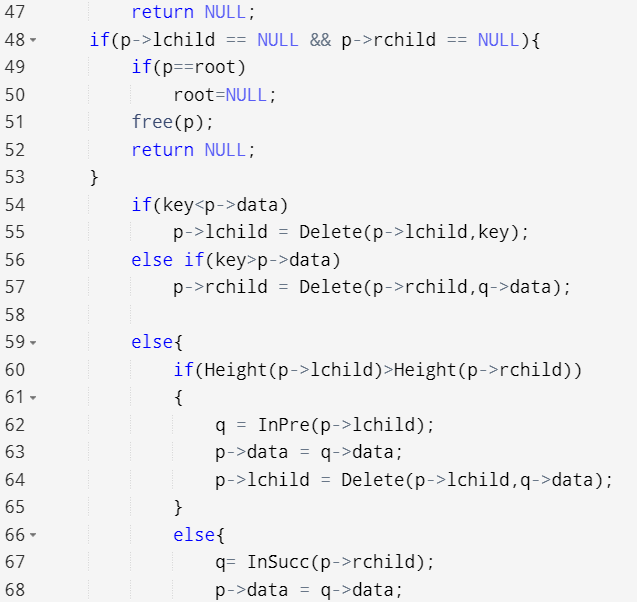 47 return NULL;
48 if(p->lchild == NULL && p->rchild == NULL){
49 if(p==root)
50 root=NULL;
51 free(p);
52 return NULL;
53 }
54 if(key<p->data)
55 p->lchild = Delete(p->lchild,key);
56 else if(key>p->data)
57 p->rchild = Delete(p->rchild,q->data);
58
59 else{
60 if(Height(p->lchild)>Height(p->rchild))
61 {
62 q = InPre(p->lchild);
63 p->data = q->data;
64 p->lchild = Delete(p->lchild,q->data);
65 }
66 else{
67 q= InSucc(p->rchild);
68 p->data = q->data;